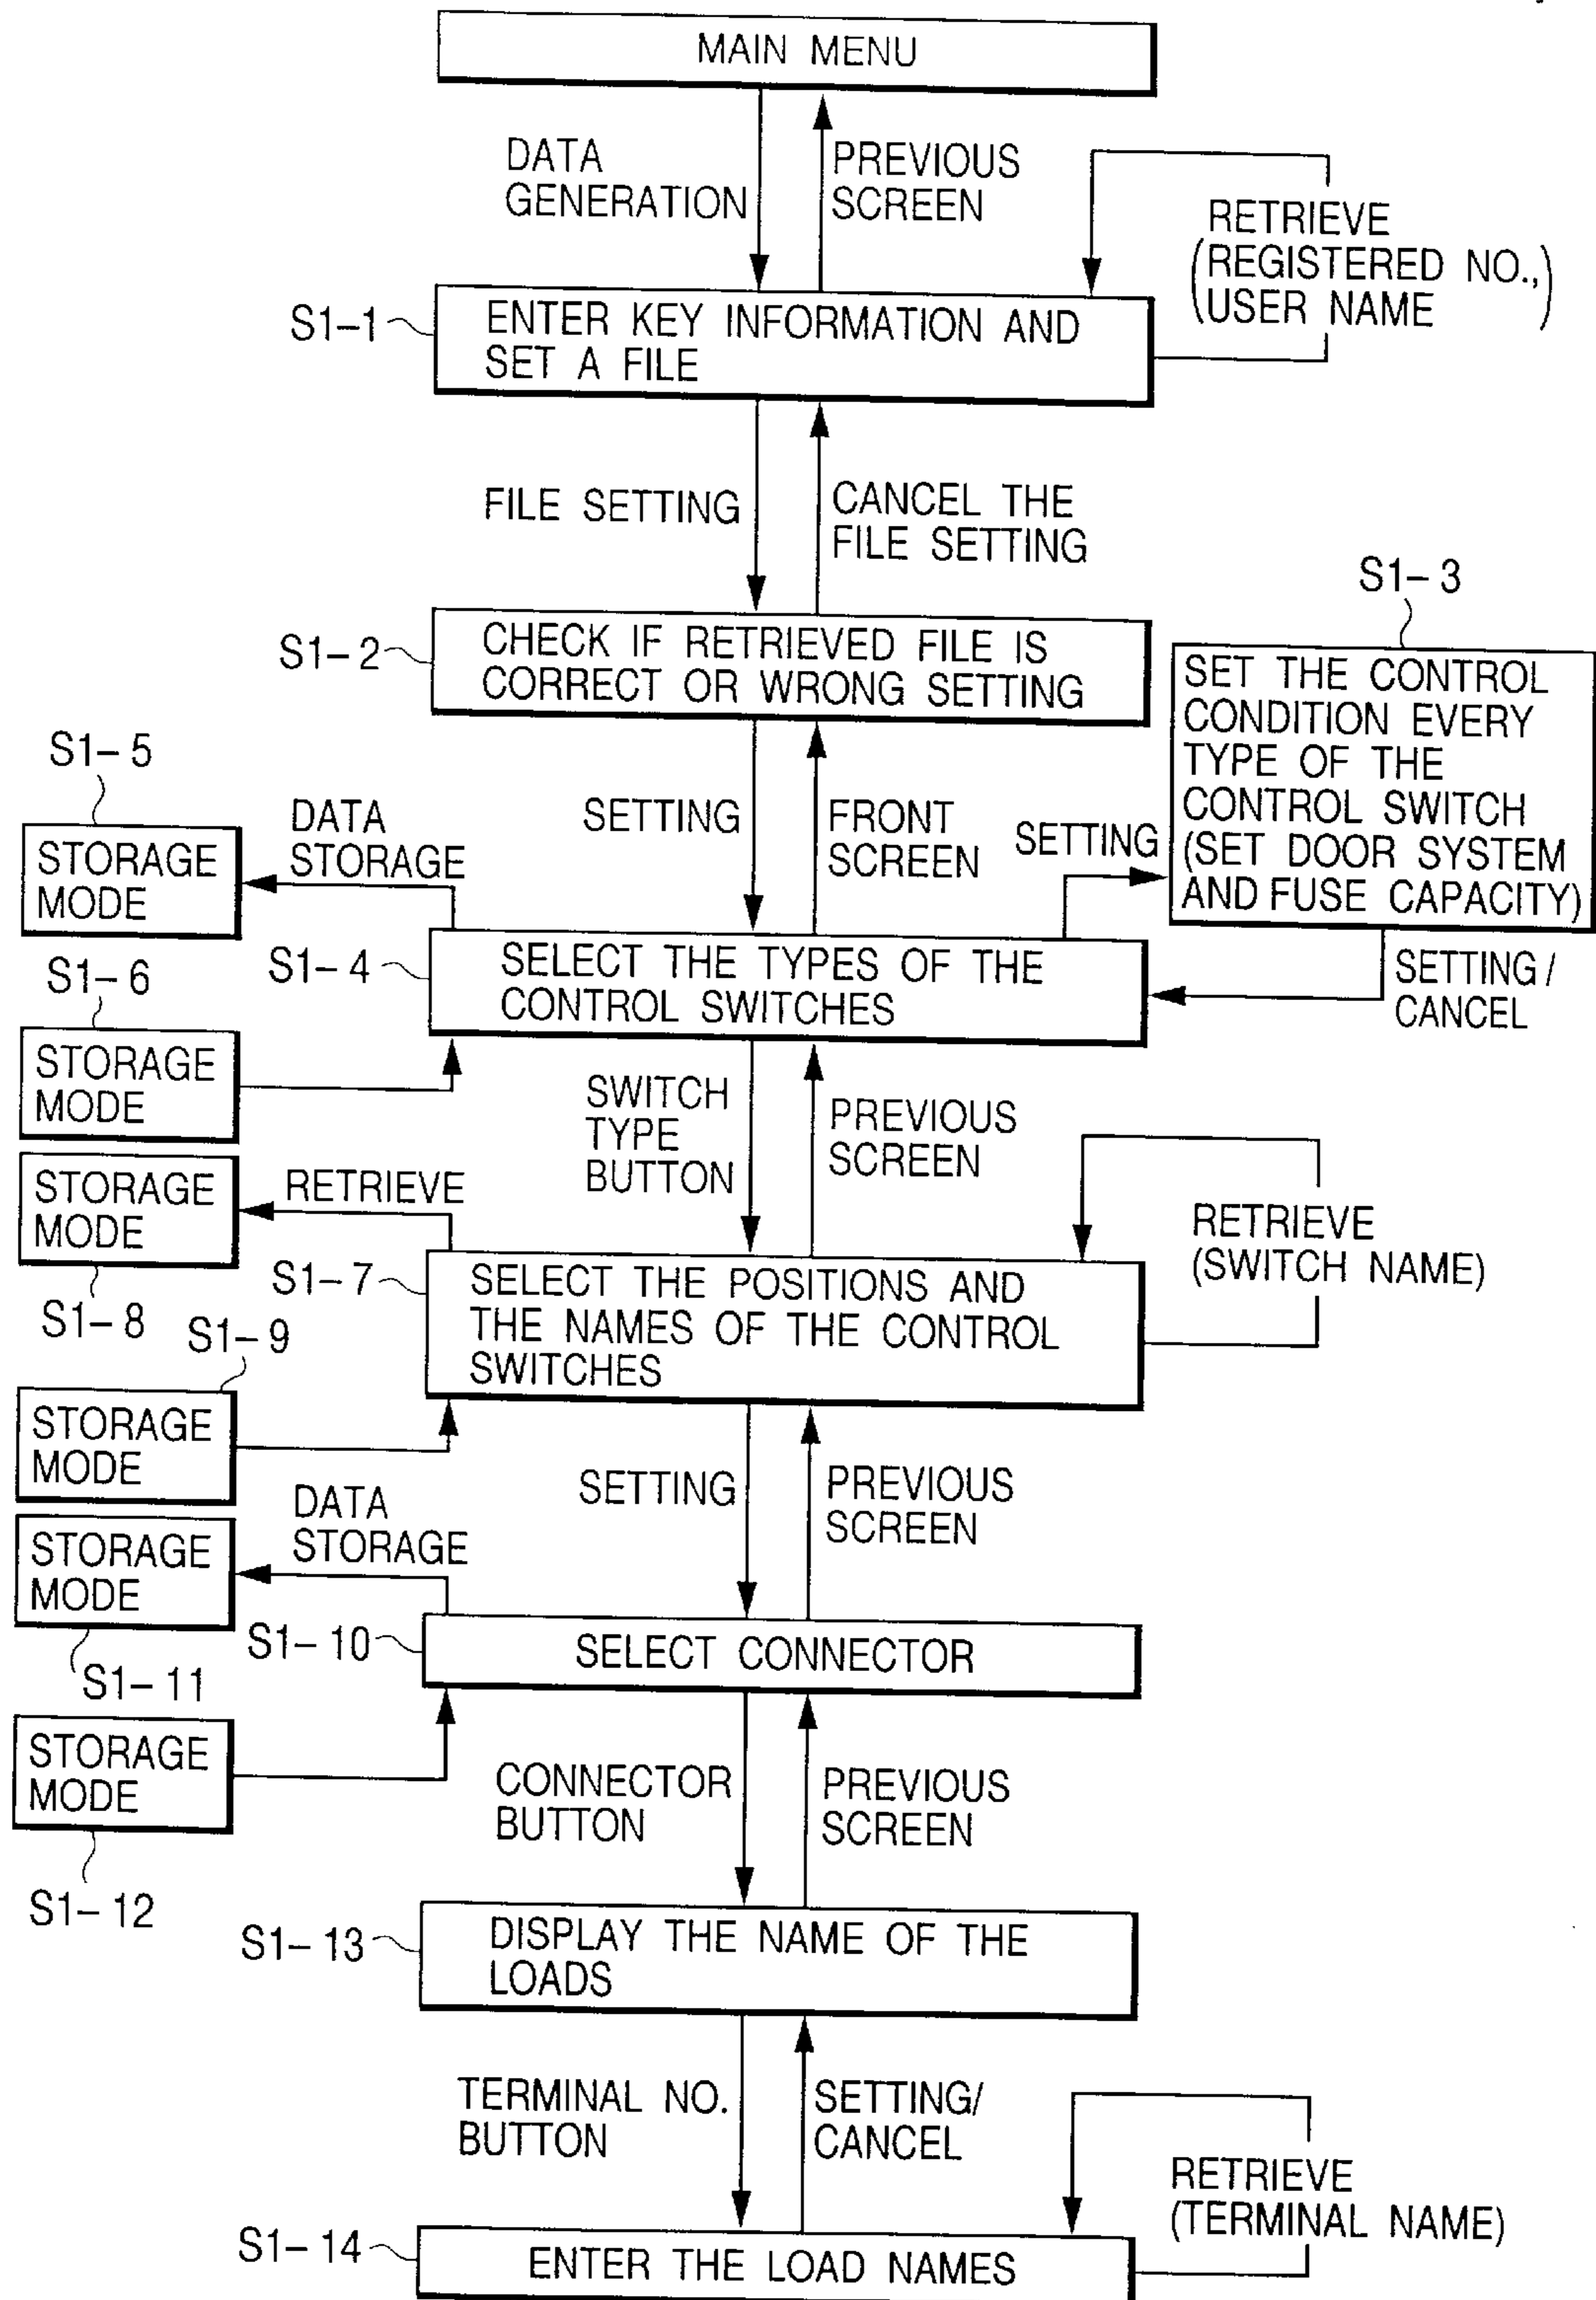 MAIN MENU
DATA
GENERATION
PREVIOUS
SCREEN
RETRIEVE
(REGISTERED NO.,)
USER NAME
S1-1
ENTER KEY INFORMATION AND
SET A FILE
FILE SETTING
CANCEL THE
FILE SETTING
S1-2
CHECK IF RETRIEVED FILE IS
CORRECT OR WRONG SETTING
S1-3
SET THE CONTROL
CONDITION EVERY
TYPE OF THE
CONTROL SWITCH
(SET DOOR SYSTEM
AND FUSE CAPACITY)
S1-5
STORAGE
MODE
DATA
STORAGE
SETTING
FRONT
SCREEN
SETTING
S1-4
SELECT THE TYPES OF THE
CONTROL SWITCHES
SETTING/
CANCEL
S1-6
STORAGE
MODE
SWITCH
TYPE
BUTTON
PREVIOUS
SCREEN
STORAGE
MODE
RETRIEVE
S1-8
S1-7
SELECT THE POSITIONS AND
THE NAMES OF THE CONTROL
SWITCHES
RETRIEVE
(SWITCH NAME)
S1-9
STORAGE
MODE
SETTING
PREVIOUS
SCREEN
DATA
STORAGE
STORAGE
MODE
S1-11
S1-10
SELECT CONNECTOR
STORAGE
MODE
S1-12
CONNECTOR
BUTTON
PREVIOUS
SCREEN
S1-13
DISPLAY THE NAME OF THE
LOADS
TERMINAL NO.
BUTTON
SETTING/
CANCEL
RETRIEVE
(TERMINAL NAME)
S1-14
ENTER THE LOAD NAMES